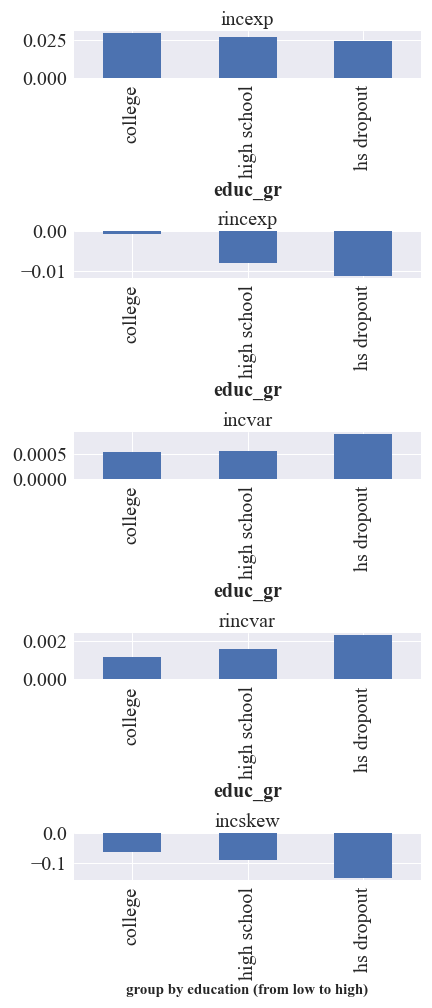 incexp
0.025
0.000
college
high school
hs dropout
educ_gr
rincexp
0.00
−0.01
college
high school
hs dropout
educ_gr
incvar
0.0005
0.0000
college
high school
hs dropout
educ_gr
rincvar
0.002
0.000
college
high school
hs dropout
educ_gr
incskew
0.0
−0.1
college
high school
hs dropout
group by education (from low to high)